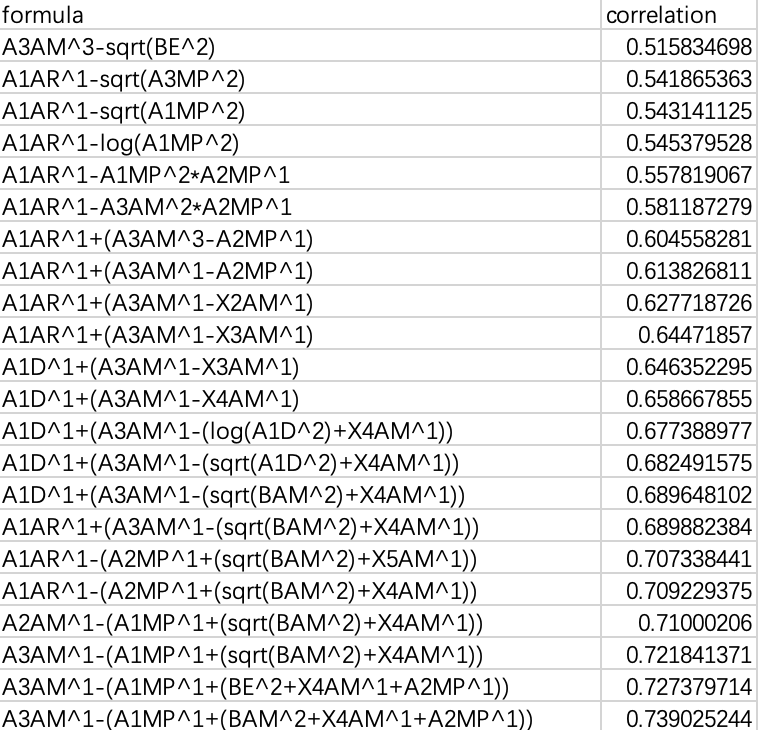 formula correlation
A3AM^3-sqrt(BE^2) 0.515834698
A1AR^1-sqrt(A3MP^2) 0.541865363
A1AR^1-sqrt(A1MP^2) 0.543141125
A1AR^1-log(A1MP^2) 0.545379528
A1AR^1-A1MP^2*A2MP^1 0.557819067
A1AR^1-A3AM^2*A2MP^1 0.581187279
A1AR^1+(A3AM^3-A2MP^1) 0.604558281
A1AR^1+(A3AM^1-A2MP^1) 0.613826811
A1AR^1+(A3AM^1-X2AM^1) 0.627718726
A1AR^1+(A3AM^1-X3AM^1) 0.64471857
A1D^1+(A3AM^1-X3AM^1) 0.646352295
A1D^1+(A3AM^1-X4AM^1) 0.658667855
A1D^1+(A3AM^1-(log(A1D^2)+X4AM^1)) 0.677388977
A1D^1+(A3AM^1-(sqrt(A1D^2)+X4AM^1)) 0.682491575
A1D^1+(A3AM^1-(sqrt(BAM^2)+X4AM^1)) 0.689648102
A1AR^1+(A3AM^1-(sqrt(BAM^2)+X4AM^1)) 0.689882384
A1AR^1-(A2MP^1+(sqrt(BAM^2)+X5AM^1)) 0.707338441
A1AR^1-(A2MP^1+(sqrt(BAM^2)+X4AM^1)) 0.709229375
A2AM^1-(A1MP^1+(sqrt(BAM^2)+X4AM^1)) 0.71000206
A3AM^1-(A1MP^1+(sqrt(BAM^2)+X4AM^1)) 0.721841371
A3AM^1-(A1MP^1+(BE^2+X4AM^1+A2MP^1)) 0.727379714
A3AM^1-(A1MP^1+(BAM^2+X4AM^1+A2MP^1)) 0.739025244